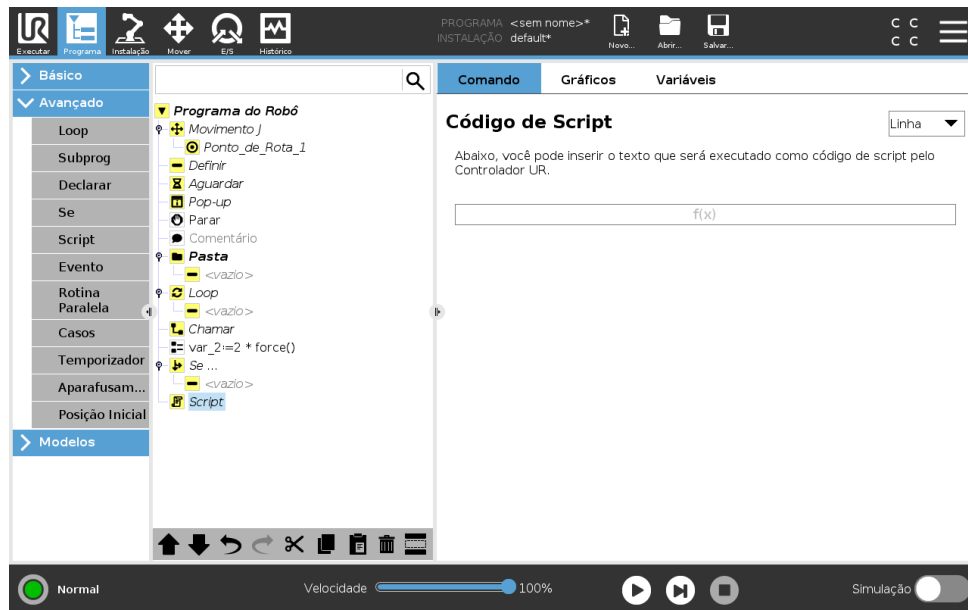 PROGRAMA <sem nome>*
INSTALAÇÃO default*
Executar Programa Instalação Mover E/S Histórico Novo... Abrir... Salvar...
C C
C C
Básico
Avançado
Loop
Subprog
Declarar
Se
Script
Evento
Rotina
Paralela
Casos
Temporizador
Aparafusam...
Posição Inicial
Modelos
Programa do Robô
Movimento J
Ponto_de_Rota_1
Definir
Aguardar
Pop-up
Parar
Comentário
Pasta
<vazio>
Loop
<vazio>
Chamar
var_2:=2 * force()
Se ...
<vazio>
Script
Comando Gráficos Variáveis
Código de Script
Linha
Abaixo, você pode inserir o texto que será executado como código de script pelo
Controlador UR.
f(x)
Normal
Velocidade 100%
Simulação